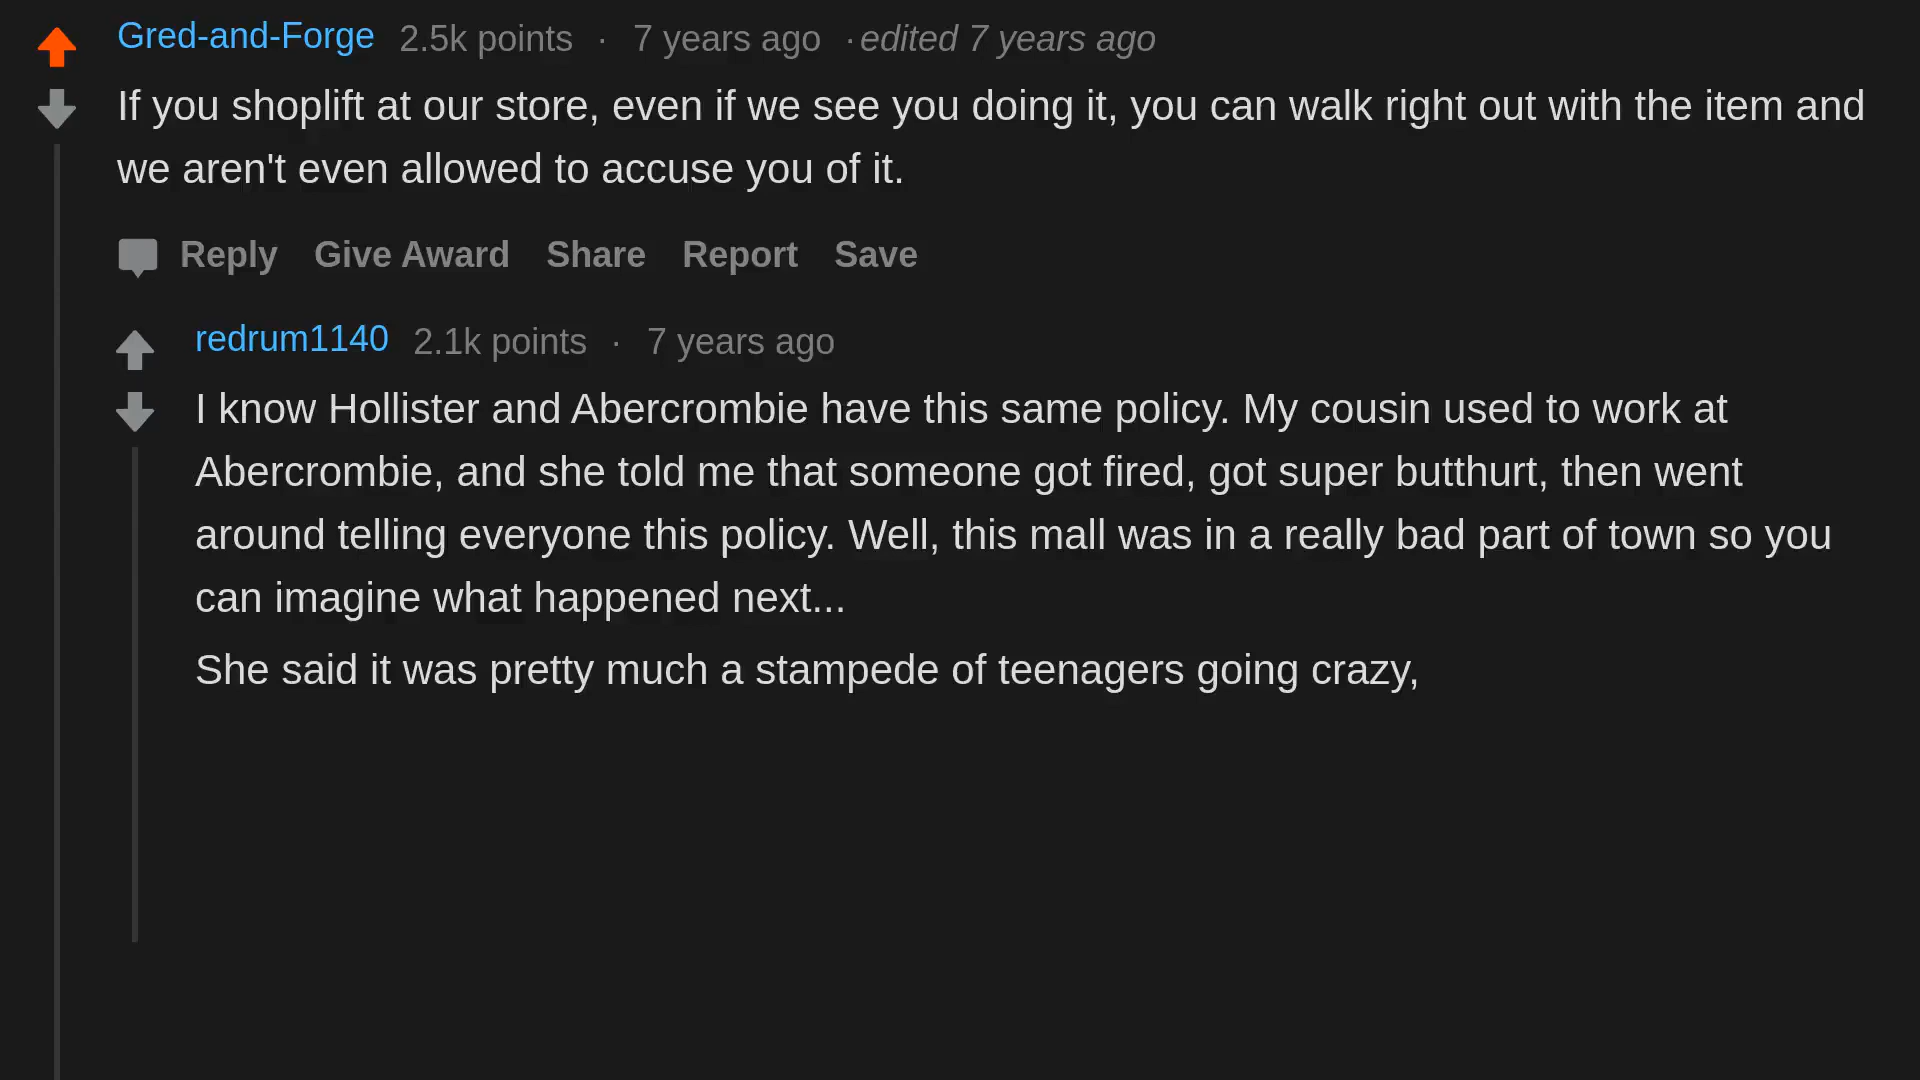 Gred-and-Forge 2.5k points · 7 years ago · edited 7 years ago
If you shoplift at our store, even if we see you doing it, you can walk right out with the item and
we aren't even allowed to accuse you of it.
Reply Give Award Share Report Save
redrum1140 2.1k points · 7 years ago
I know Hollister and Abercrombie have this same policy. My cousin used to work at
Abercrombie, and she told me that someone got fired, got super butthurt, then went
around telling everyone this policy. Well, this mall was in a really bad part of town so you
can imagine what happened next...
She said it was pretty much a stampede of teenagers going crazy,